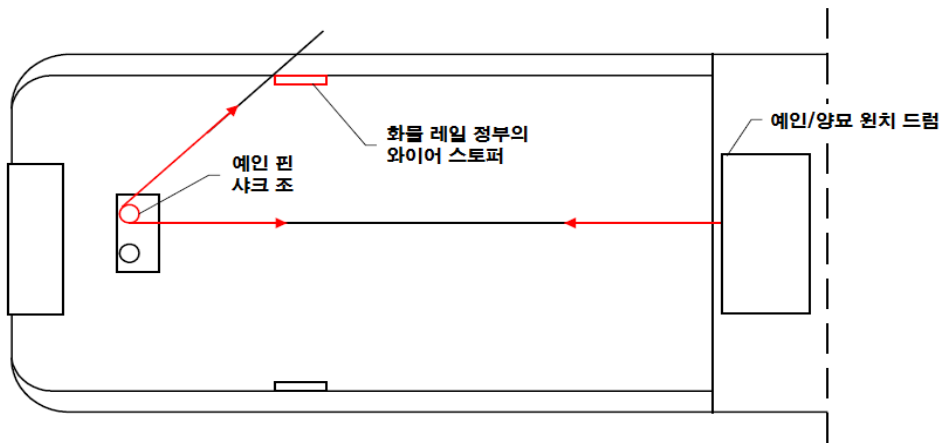 화믈 레일 정부의
와이어 스토퍼
예인/양묘 윈치 드럼
예인 핀
샤크 조